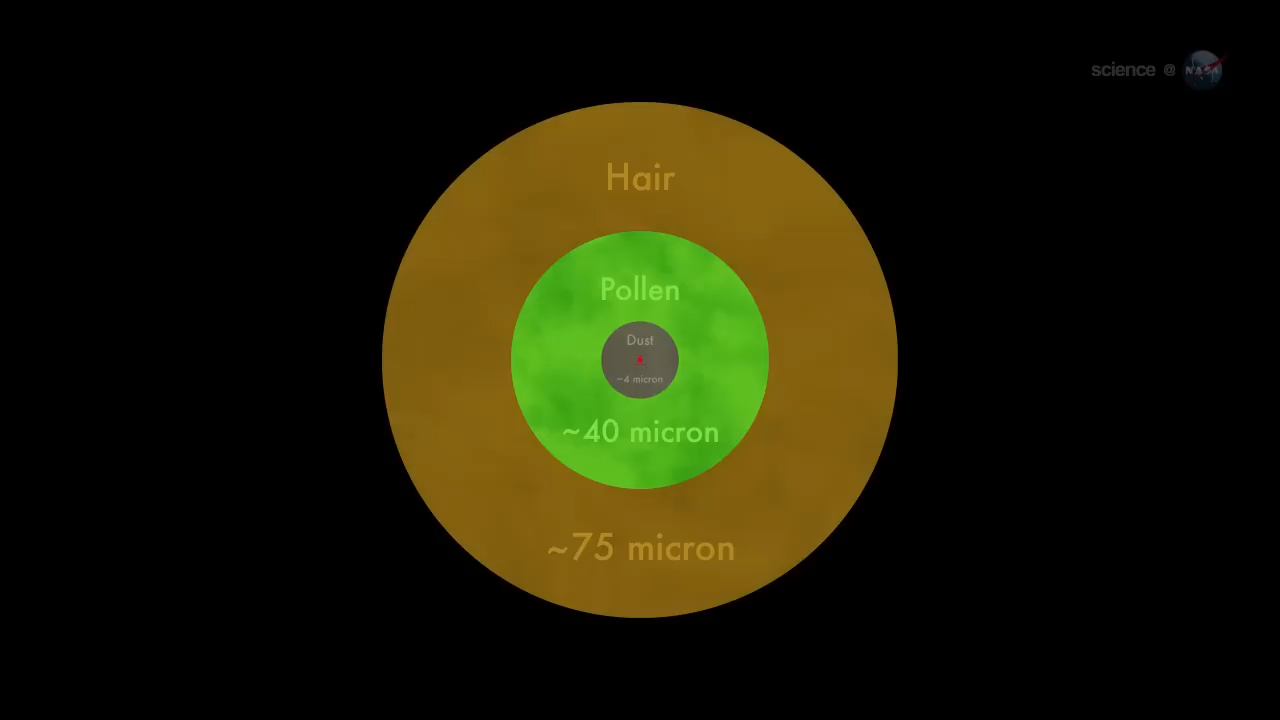 science @ NASA
Hair
Pollen
Dust
~4 micron
~40 micron
~75 micron